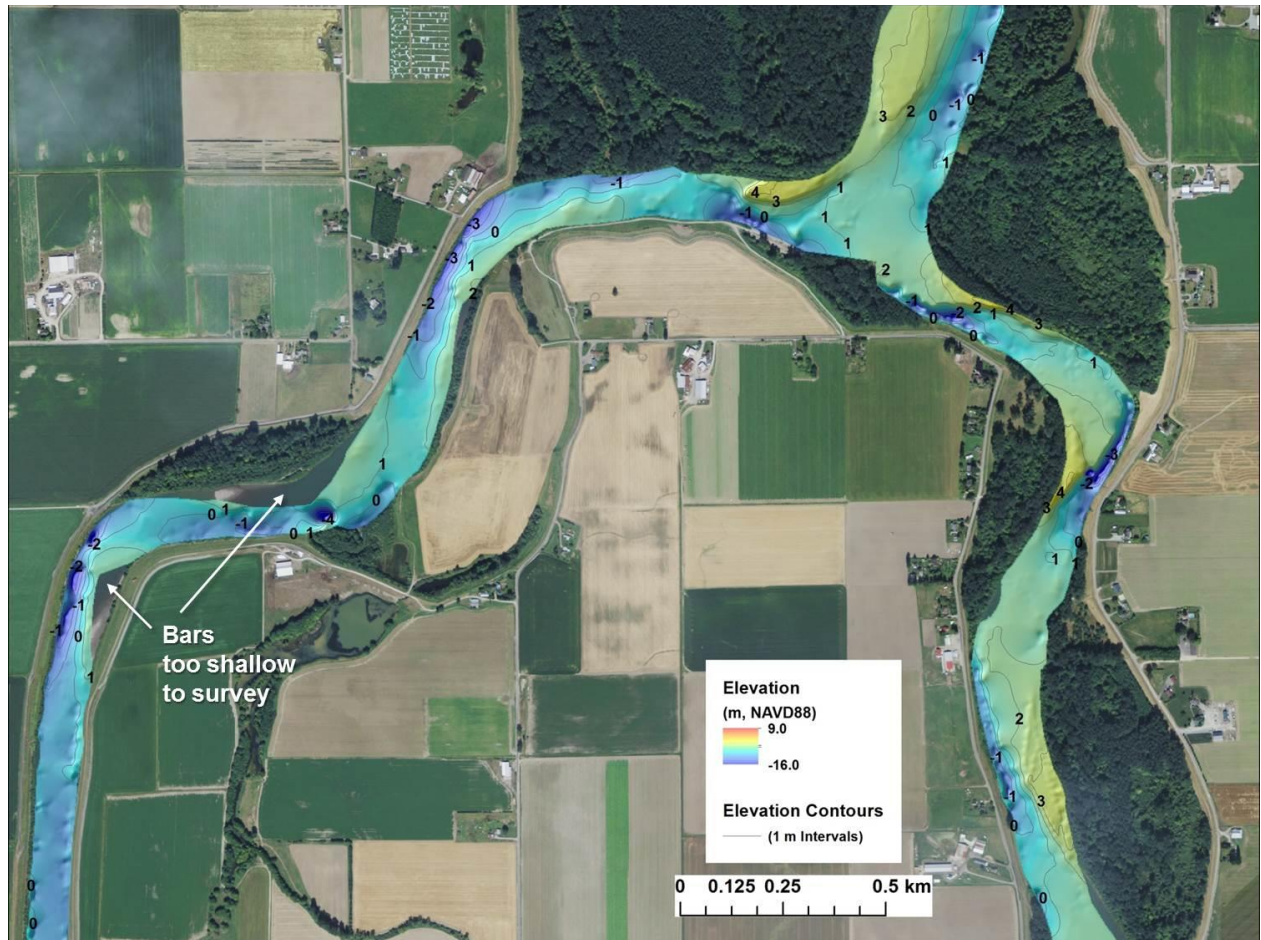 -1
-1 0
3 2 0
1
-1
4 1
3
-1 0 1
-3 0 1
1
-3 1 2
2
-2 -1
-2 2 1 4
0 3
-1 0
1
-3
1
-2
0 4
3
0 1
-1 -4
0 1
-2 0
1 1
-2
-1
-1 0
Bars
too shallow
to survey
1
2
-1
-1 3
0
0
0
0
Elevation
(m, NAVD88)
9.0
-16.0
Elevation Contours
(1 m Intervals)
0 0.125 0.25 0.5 km